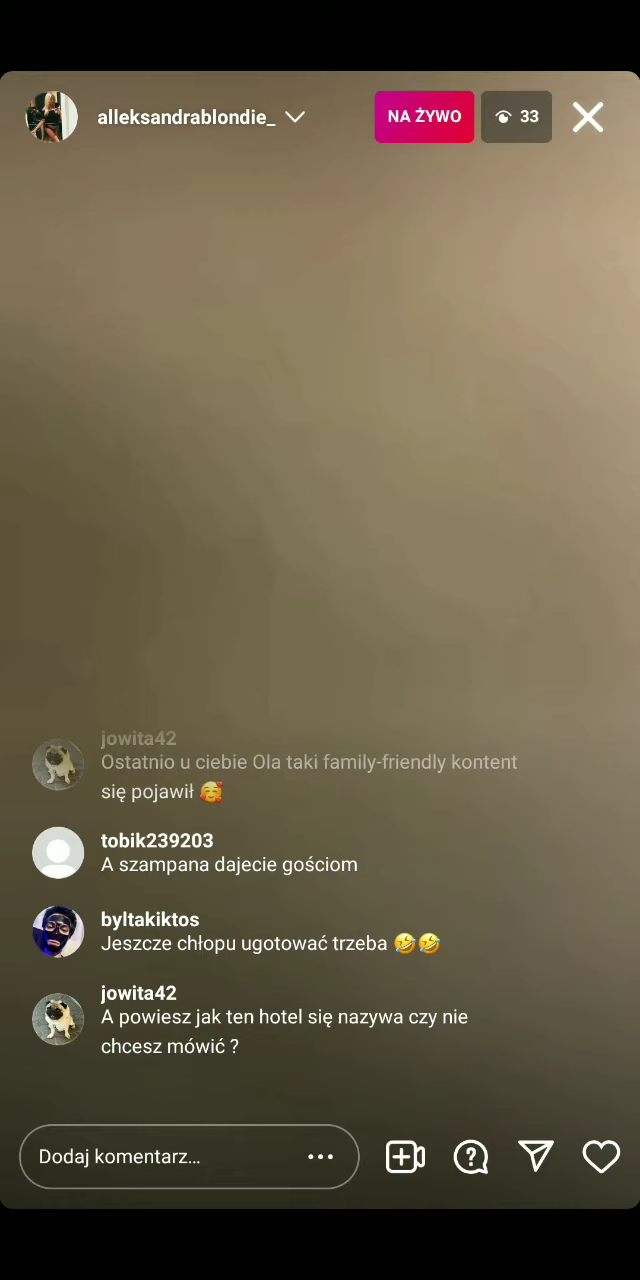 alleksandrablondie_
NA ŻYWO
33
jowita42
Ostatnio u ciebie Ola taki family-friendly kontent
się pojawił 🥰
tobik239203
A szampana dajecie gościom
byltakiktos
Jeszcze chłopu ugotować trzeba 🤣🤣
jowita42
A powiesz jak ten hotel się nazywa czy nie
chcesz mówić ?
Dodaj komentarz...